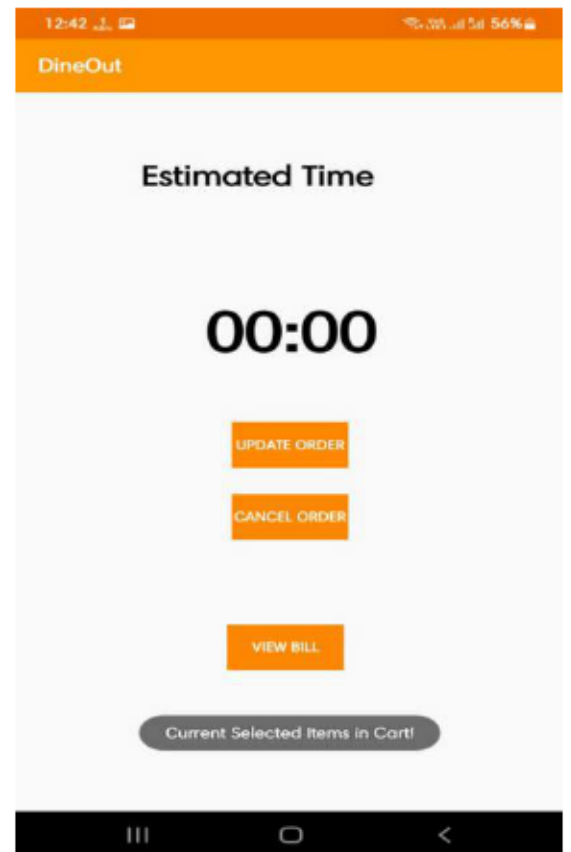 12:42 56%
DineOut
Estimated Time
00:00
UPDATE ORDER
CANCEL ORDER
VIEW BILL
Current Selected Items in Cart!